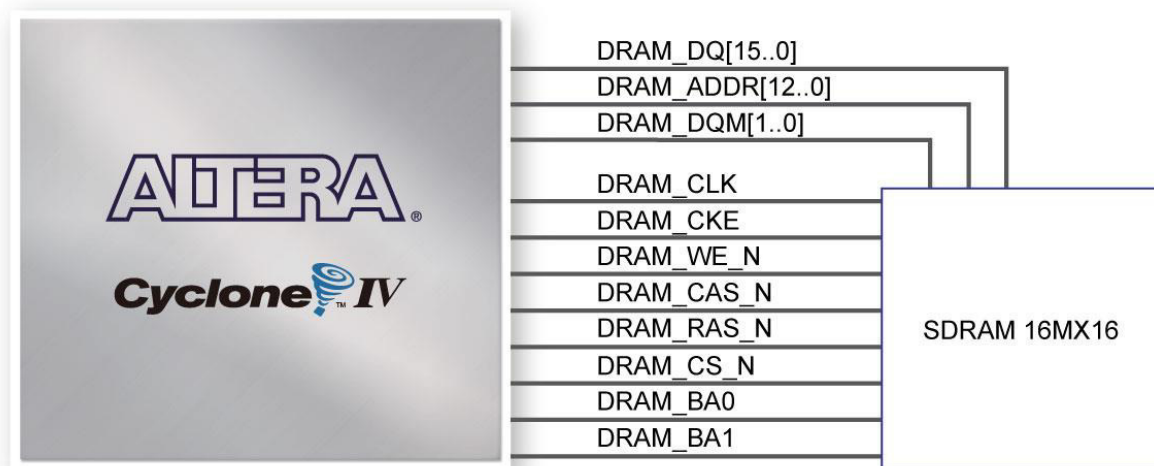 ALTERA®
Cyclone™ IV
DRAM_DQ[15..0]
DRAM_ADDR[12..0]
DRAM_DQM[1..0]
DRAM_CLK
DRAM_CKE
DRAM_WE_N
DRAM_CAS_N
DRAM_RAS_N
DRAM_CS_N
DRAM_BA0
DRAM_BA1
SDRAM 16MX16